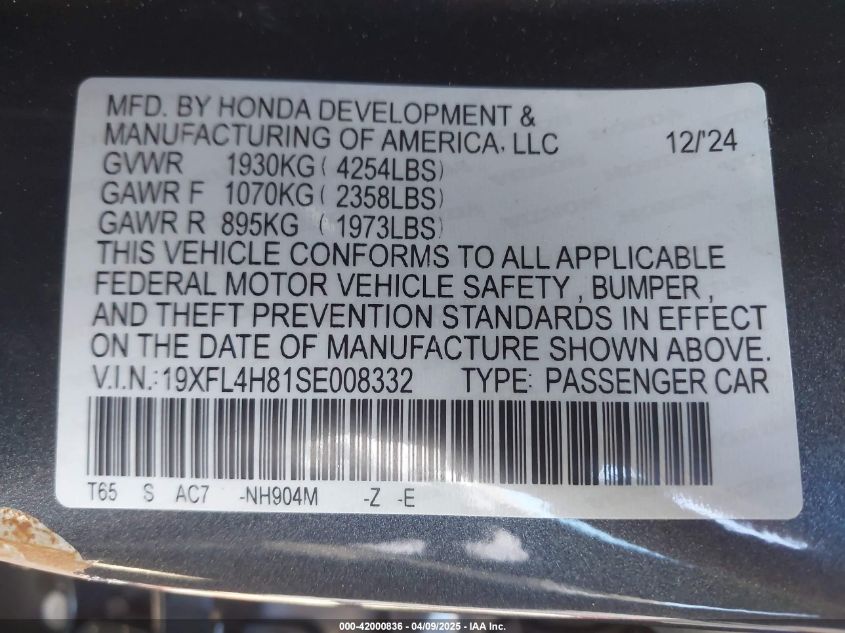 MFD. BY HONDA DEVELOPMENT &
MANUFACTURING OF AMERICA, LLC 12/'24
GVWR 1930KG ( 4254LBS)
GAWR F 1070KG ( 2358LBS)
GAWR R 895KG ( 1973LBS)
THIS VEHICLE CONFORMS TO ALL APPLICABLE
FEDERAL MOTOR VEHICLE SAFETY , BUMPER ,
AND THEFT PREVENTION STANDARDS IN EFFECT
ON THE DATE OF MANUFACTURE SHOWN ABOVE.
V.I.N.:19XFL4H81SE008332 TYPE: PASSENGER CAR
T65 S AC7 -NH904M -Z -E
000-42000836 - 04/09/2025 - IAA Inc.